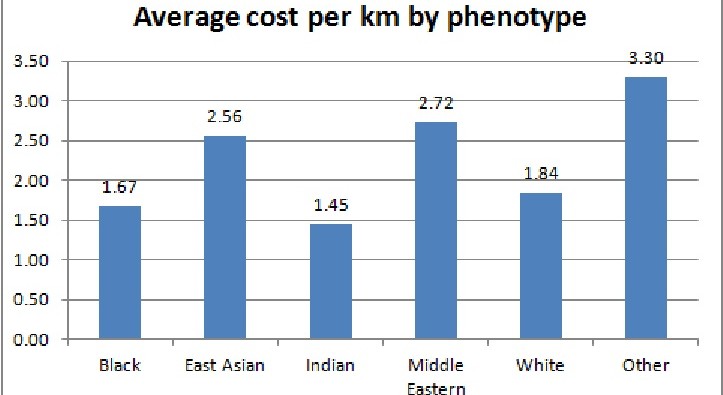 Average cost per km by phenotype
3.50
3.00
2.50
2.00
1.50
1.00
0.50
0.00
1.67
2.56
1.45
2.72
1.84
3.30
Black
East Asian
Indian
Middle
Eastern
White
Other